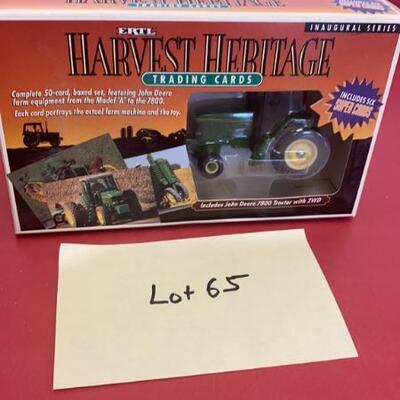 ERTL
INAUGURAL SERIES
HARVEST HERITAGE
TRADING CARDS
Complete 50-card, boxed set, featuring John Deere
farm equipment from the Model "A" to the 7800.
Each card portrays the actual farm machine and the toy.
INCLUDES SIX
SUPER CARDS
Includes John Deere 7800 Tractor with 2WD
Lot 65